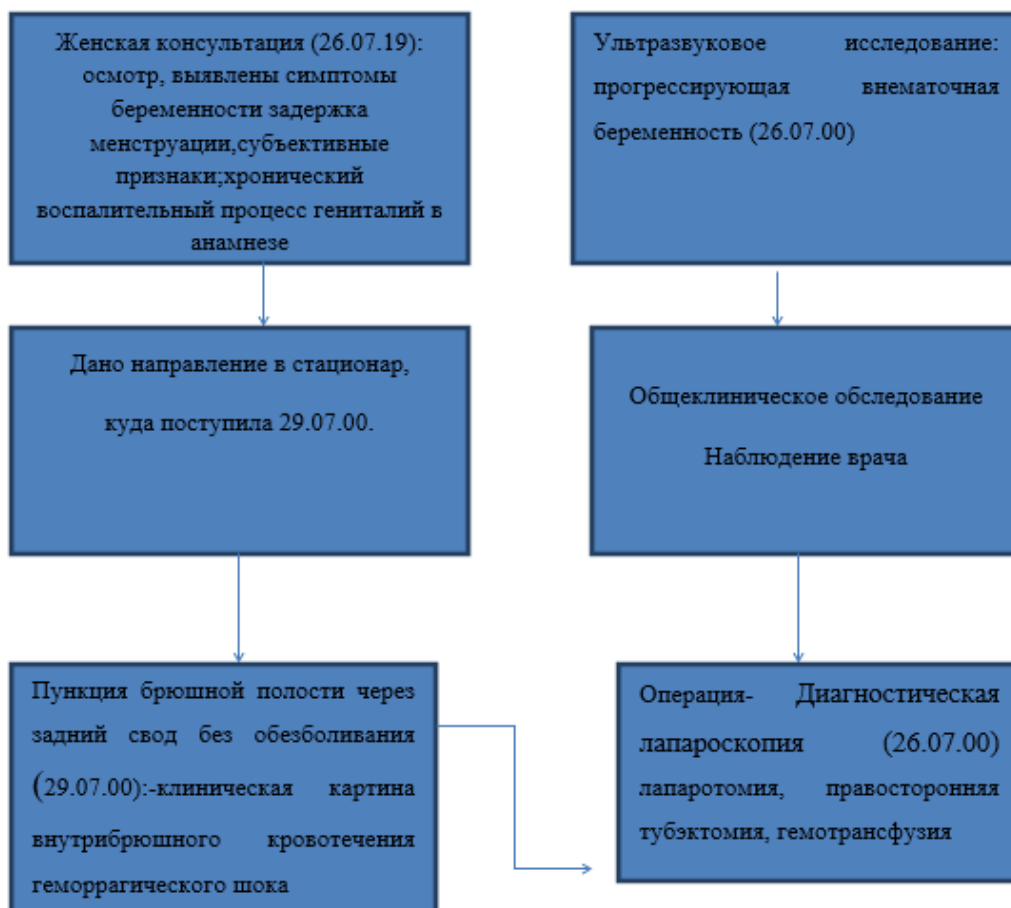 Женская консультация (26.07.19):
осмотр, выявлены симптомы
беременности задержка
менструации,субъективные
признаки;хронический
воспалительный процесс гениталий в
анамнезе
Ультразвуковое исследование:
прогрессирующая внематочная
беременность (26.07.00)
Дано направление в стационар,
куда поступила 29.07.00.
Общеклиническое обследование
Наблюдение врача
Пункция брюшной полости через
задний свод без обезболивания
(29.07.00):-клиническая картина
внутрибрюшного кровотечения
геморрагического шока
Операция- Диагностическая
лапароскопия (26.07.00)
лапаротомия, правосторонняя
тубэктомия, гемотрансфузия